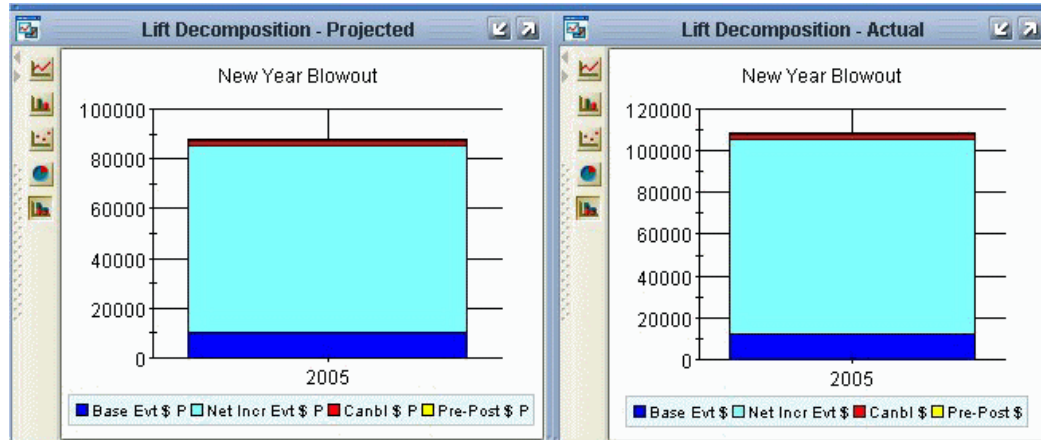 Lift Decomposition - Projected
New Year Blowout
100000
80000
60000
40000
20000
0
2005
Base Evt $ P Net Incr Evt $ P Canbl $ P Pre-Post $ P
Lift Decomposition - Actual
New Year Blowout
120000
100000
80000
60000
40000
20000
0
2005
Base Evt $ Net Incr Evt $ Canbl $ Pre-Post $